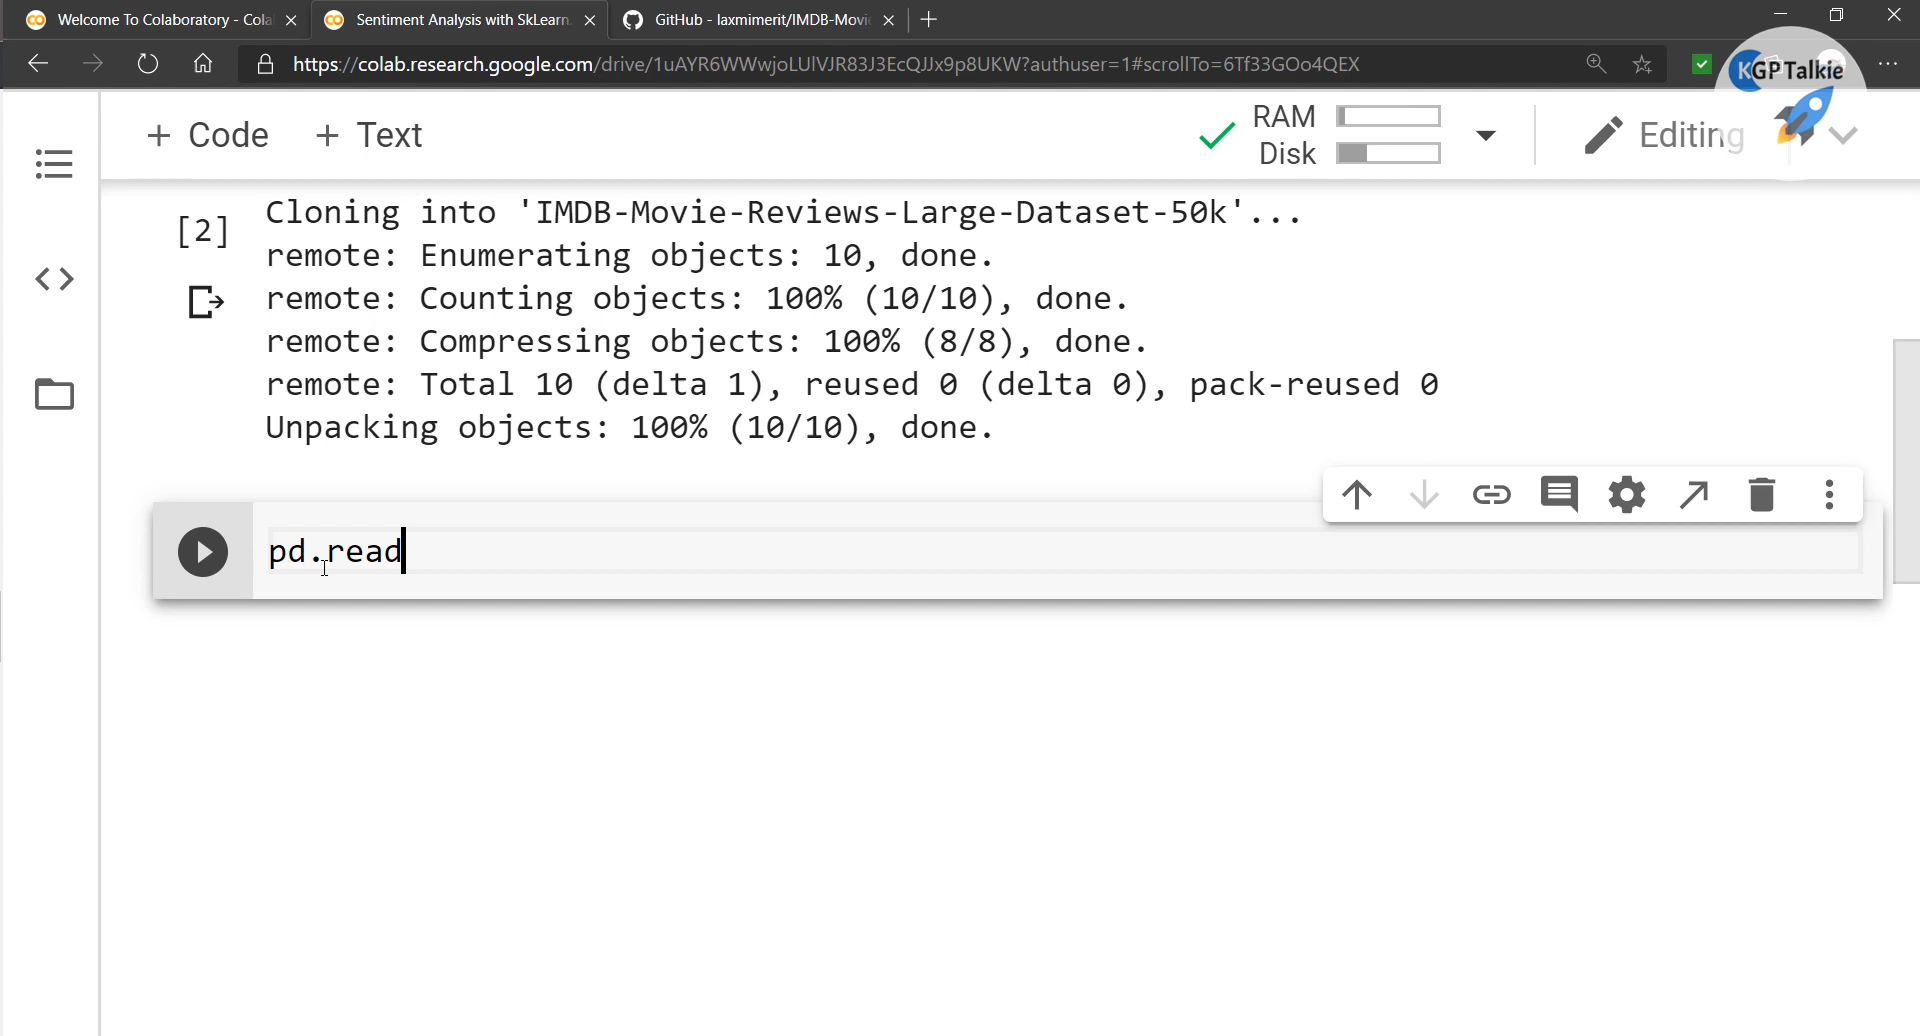 Welcome To Colaboratory - Cola
Sentiment Analysis with SkLearn
GitHub - laxmimerit/IMDB-Movi
https://colab.research.google.com/drive/1uAYR6WWwjoLUlVJR83J3EcQJJx9p8UKW?authuser=1#scrollTo=6Tf33GOo4QEX
KGPTalkie
+ Code + Text
RAM
Disk
Editing
[2]
Cloning into 'IMDB-Movie-Reviews-Large-Dataset-50k'...
remote: Enumerating objects: 10, done.
remote: Counting objects: 100% (10/10), done.
remote: Compressing objects: 100% (8/8), done.
remote: Total 10 (delta 1), reused 0 (delta 0), pack-reused 0
Unpacking objects: 100% (10/10), done.
pd.read